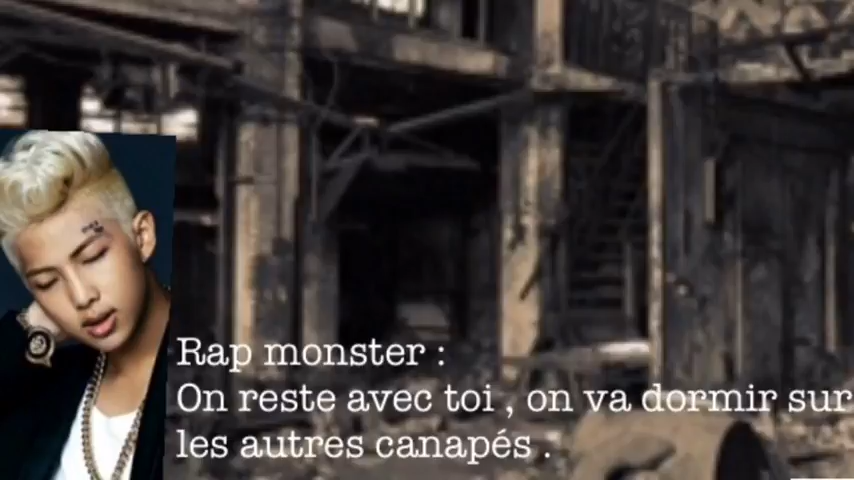 Rap monster :
On reste avec toi , on va dormir sur
les autres canapés .